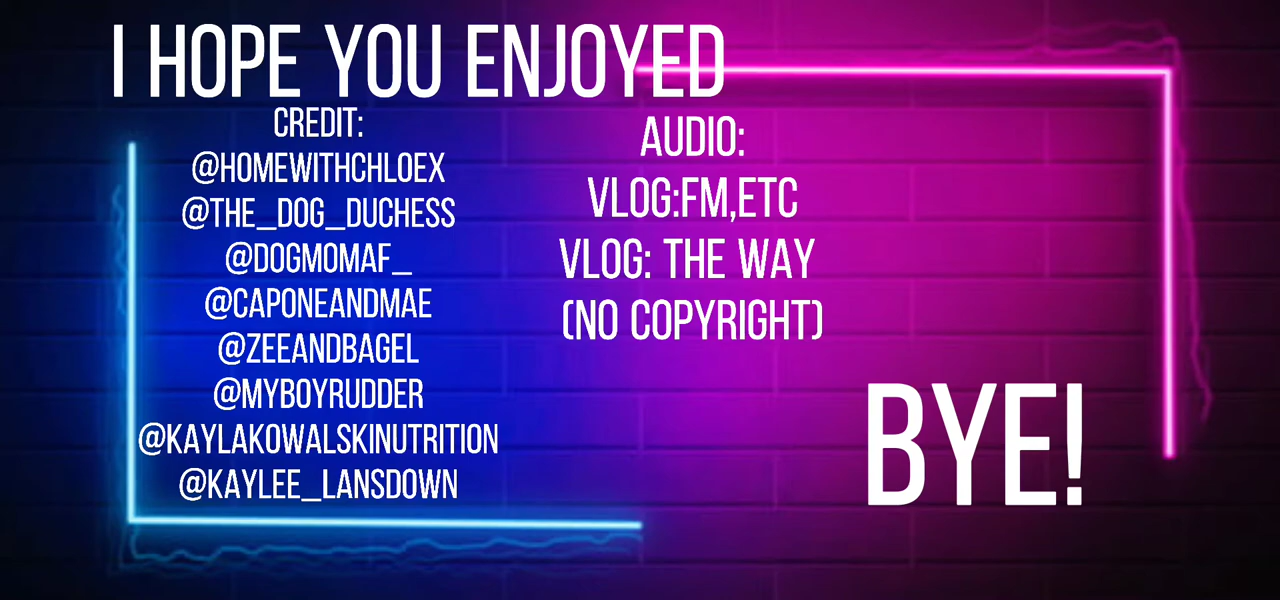 I HOPE YOU ENJOYED
CREDIT:
@HOMEWITHCHLOEX
@THE_DOG_DUCHESS
@DOGMOMAF_
@CAPONEANDMAE
@ZEEANDBAGEL
@MYBOYRUDDER
@KAYLAKOWALSKINUTRITION
@KAYLEE_LANSDOWN
AUDIO:
VLOG:FM,ETC
VLOG: THE WAY
(NO COPYRIGHT)
BYE!